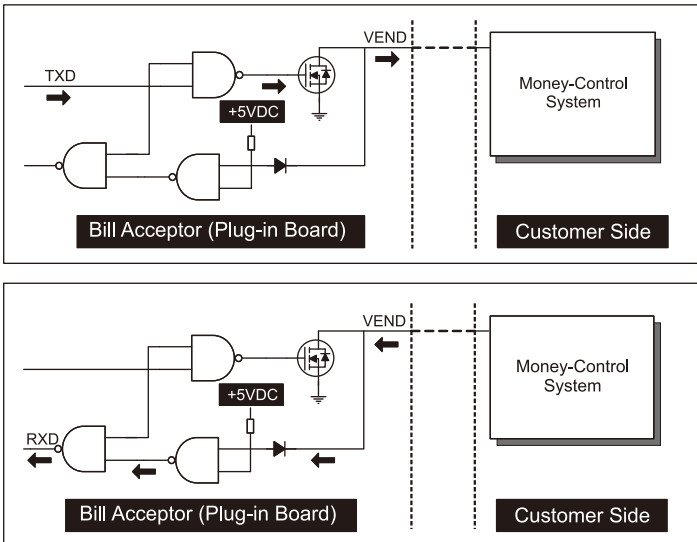 VEND
TXD
Money-Control
System
+5VDC
Bill Acceptor (Plug-in Board)
Customer Side
VEND
Money-Control
System
+5VDC
RXD
Bill Acceptor (Plug-in Board)
Customer Side